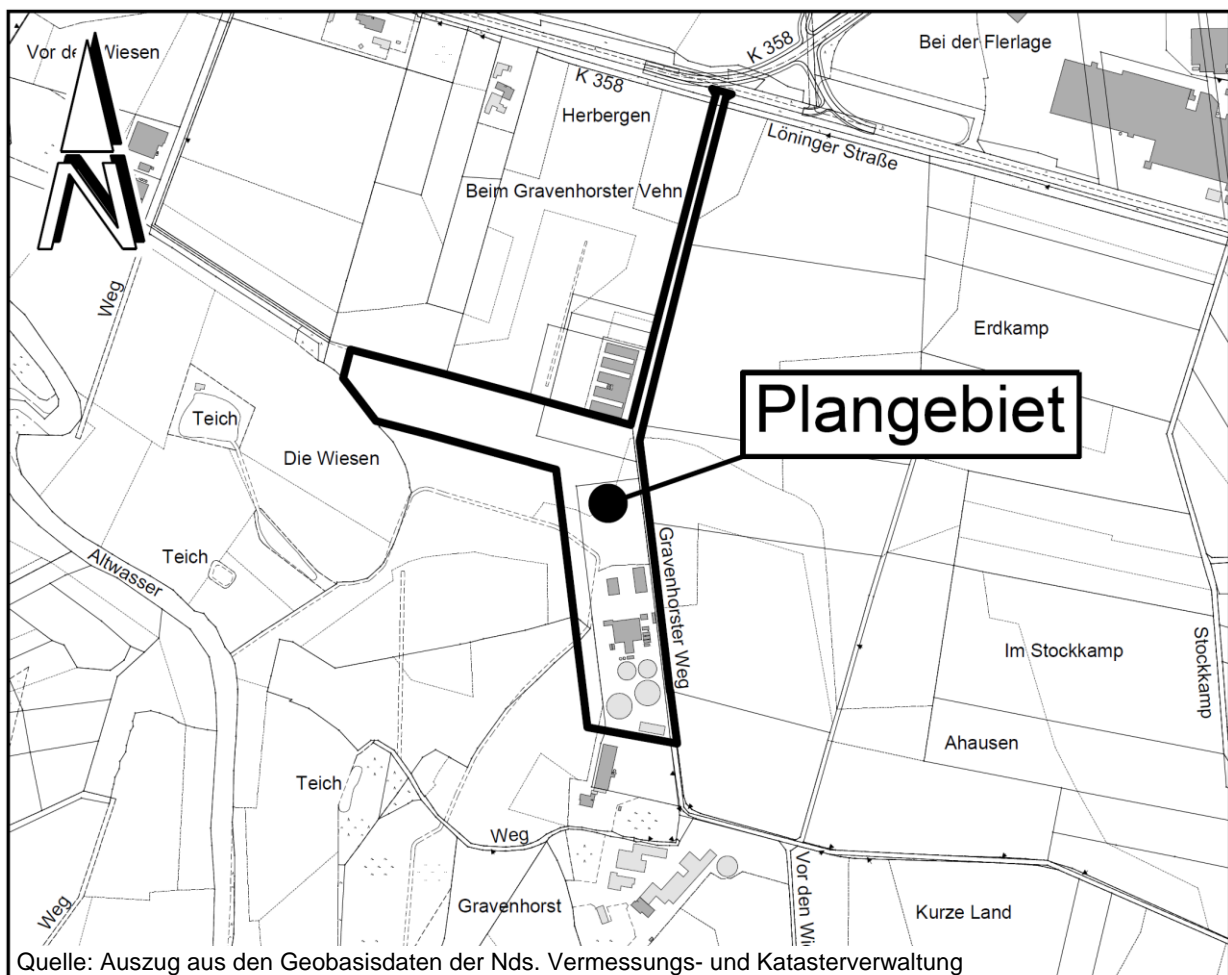 Vor den Wiesen
K 358
K 358
Bei der Flerlage
Herbergen
Löninger Straße
Beim Gravenhorster Vehn
N
Weg
Erdkamp
Plangebiet
Teich
Die Wiesen
Teich
Altwasser
Gravenhorster Weg
Im Stockkamp
Stockkamp
Ahausen
Teich
Weg
Vor den Wi
Weg
Gravenhorst
Kurze Land
Quelle: Auszug aus den Geobasisdaten der Nds. Vermessungs- und Katasterverwaltung